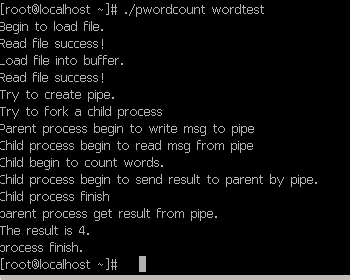 [root@localhost ~]# ./pwordcount wordtest
Begin to load file.
Read file success!
Load file into buffer.
Read file success!
Try to create pipe.
Try to fork a child process
Parent process begin to write msg to pipe
Child process begin to read msg from pipe
Child begin to count words.
Child process begin to send result to parent by pipe.
Child process finish
parent process get result from pipe.
The result is 4.
process finish.
[root@localhost ~]#